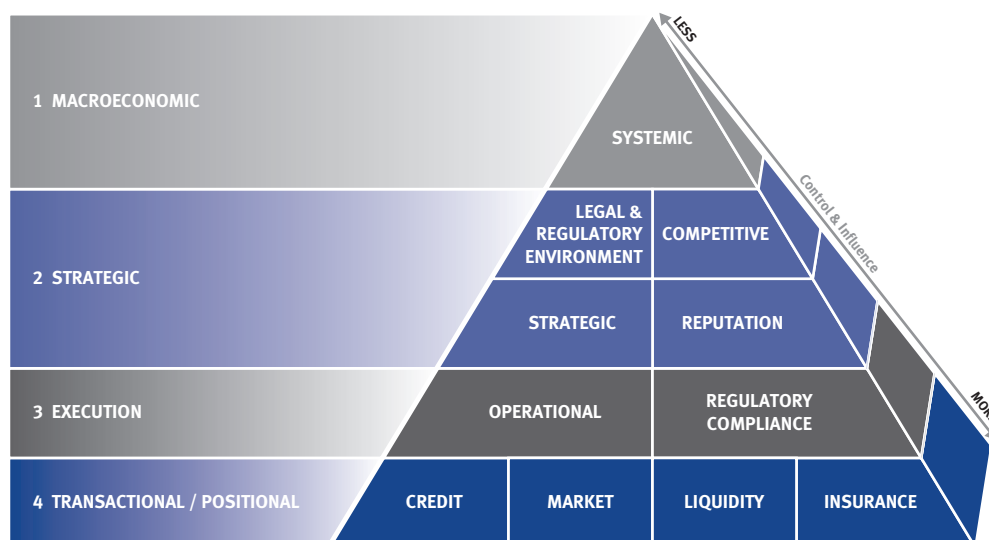 LESS
1 MACROECONOMIC
SYSTEMIC
Control & Influence
LEGAL &
REGULATORY
ENVIRONMENT
COMPETITIVE
2 STRATEGIC
STRATEGIC
REPUTATION
MORE
3 EXECUTION
OPERATIONAL
REGULATORY
COMPLIANCE
4 TRANSACTIONAL / POSITIONAL
CREDIT
MARKET
LIQUIDITY
INSURANCE